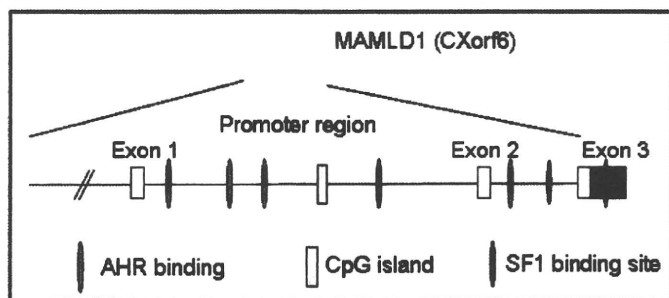 MAMLD1 (CXorf6)
Promoter region
Exon 1 Exon 2 Exon 3
AHR binding CpG island SF1 binding site